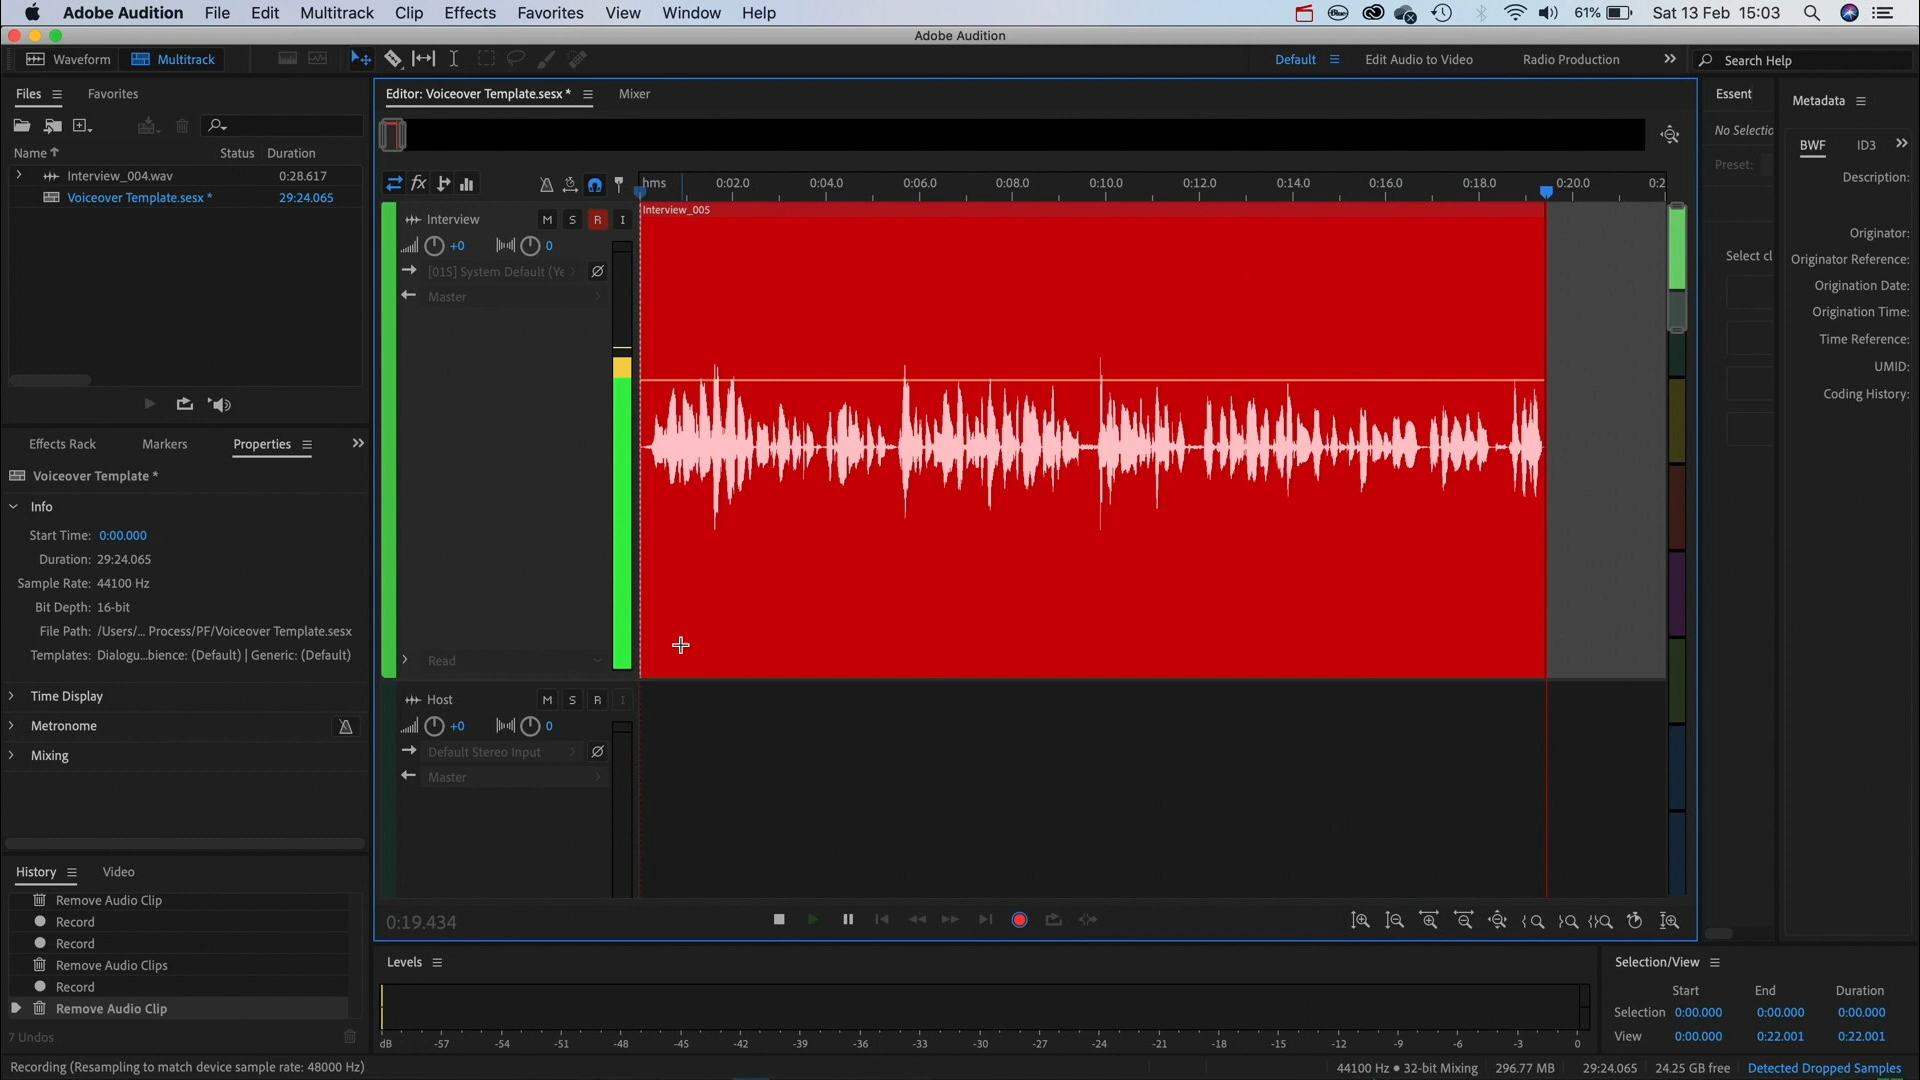 Adobe Audition File Edit Multitrack Clip Effects Favorites View Window Help 61% Sat 13 Feb 15:03
Adobe Audition
Waveform Multitrack Default Edit Audio to Video Radio Production Search Help
Files Favorites
Name Status Duration
Interview_004.wav 0:28.617
Voiceover Template.sesx * 29:24.065
Effects Rack Markers Properties
Voiceover Template *
Info
Start Time: 0:00.000
Duration: 29:24.065
Sample Rate: 44100 Hz
Bit Depth: 16-bit
File Path: /Users/... Process/PF/Voiceover Template.sesx
Templates: Dialogu...bience: (Default) | Generic: (Default)
Time Display
Metronome
Mixing
History Video
Remove Audio Clip
Record
Record
Remove Audio Clips
Record
Remove Audio Clip
7 Undos
Editor: Voiceover Template.sesx * Mixer
fx hms 0:02.0 0:04.0 0:06.0 0:08.0 0:10.0 0:12.0 0:14.0 0:16.0 0:18.0 0:20.0 0:2
Interview_005
Interview M S R I
+0 0
[01S] System Default (Ye
Master
Read
Host M S R I
+0 0
Default Stereo Input
Master
0:19.434
Levels
dB -57 -54 -51 -48 -45 -42 -39 -36 -33 -30 -27 -24 -21 -18 -15 -12 -9 -6 -3 0
Essent
No Selectio
Preset:
Select cl
Metadata
BWF ID3
Description:
Originator:
Originator Reference:
Origination Date:
Origination Time:
Time Reference:
UMID:
Coding History:
Selection/View
Start End Duration
Selection 0:00.000 0:00.000 0:00.000
View 0:00.000 0:22.001 0:22.001
Recording (Resampling to match device sample rate: 48000 Hz) 44100 Hz • 32-bit Mixing 296.77 MB 29:24.065 24.25 GB free Detected Dropped Samples